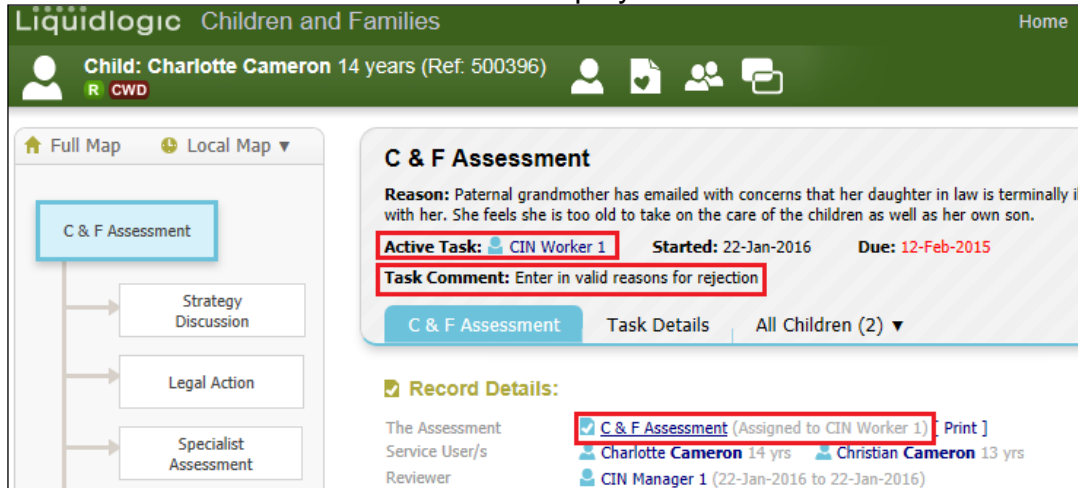 Liquidlogic Children and Families Home
Child: Charlotte Cameron 14 years (Ref: 500396)
R CWD
Full Map Local Map ▼
C & F Assessment
Strategy
Discussion
Legal Action
Specialist
Assessment
C & F Assessment
Reason: Paternal grandmother has emailed with concerns that her daughter in law is terminally
with her. She feels she is too old to take on the care of the children as well as her own son.
Active Task: CIN Worker 1 Started: 22-Jan-2016 Due: 12-Feb-2015
Task Comment: Enter in valid reasons for rejection
C & F Assessment Task Details All Children (2) ▼
Record Details:
The Assessment C & F Assessment (Assigned to CIN Worker 1) [ Print ]
Service User/s Charlotte Cameron 14 yrs Christian Cameron 13 yrs
Reviewer CIN Manager 1 (22-Jan-2016 to 22-Jan-2016)